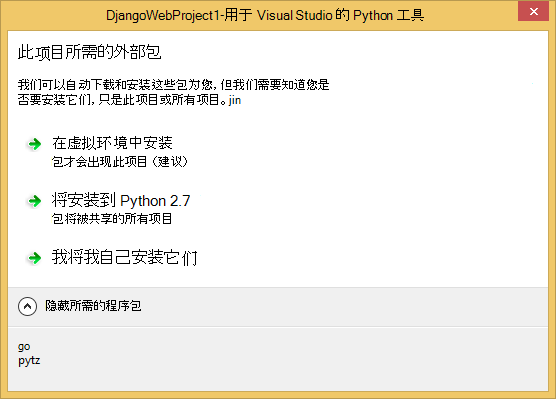 DjangoWebProject1-用于 Visual Studio 的 Python 工具
此项目所需的外部包
我们可以自动下载和安装这些包为您, 但我们需要知道您是
否要安装它们, 只是此项目或所有项目。jin
在虚拟环境中安装
包才会出现此项目（建议）
将安装到 Python 2.7
包将被共享的所有项目
我将我自己安装它们
隐藏所需的程序包
go
pytz